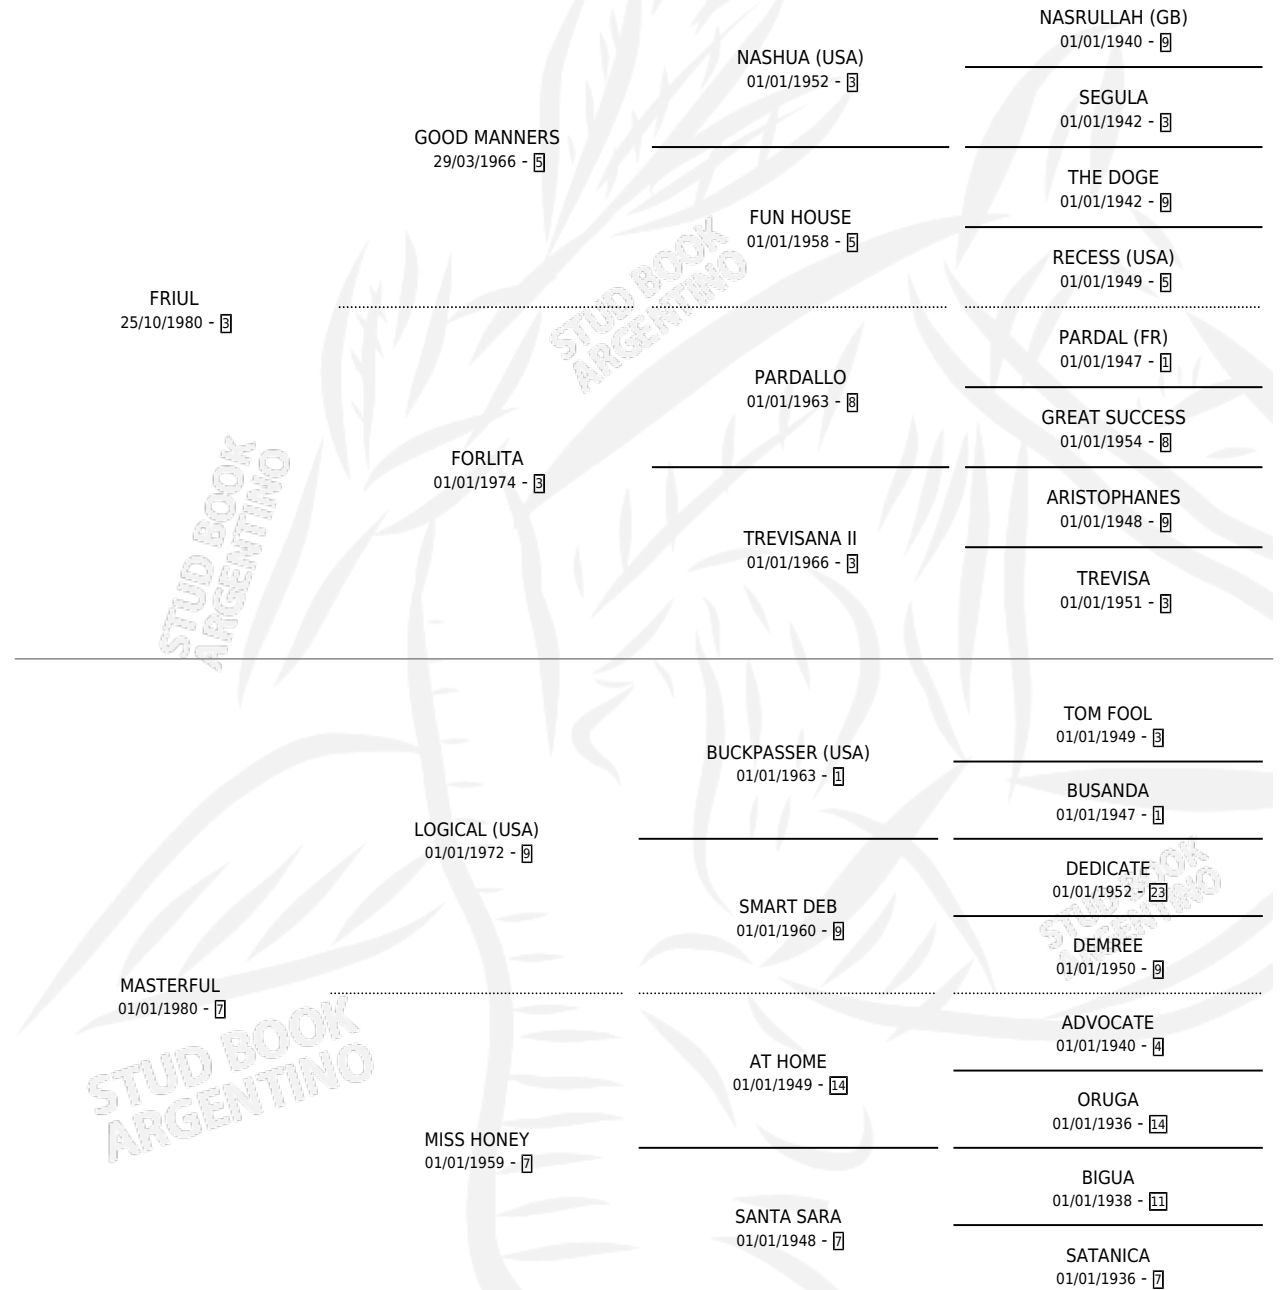 NASRULLAH (GB)
01/01/1940 - 9
NASHUA (USA)
01/01/1952 - 3
SEGULA
01/01/1942 - 3
GOOD MANNERS
29/03/1966 - 5
THE DOGE
01/01/1942 - 9
FUN HOUSE
01/01/1958 - 5
RECESS (USA)
01/01/1949 - 5
FRIUL
25/10/1980 - 3
PARDAL (FR)
01/01/1947 - 1
PARDALLO
01/01/1963 - 8
GREAT SUCCESS
01/01/1954 - 8
FORLITA
01/01/1974 - 3
ARISTOPHANES
01/01/1948 - 9
TREVISANA II
01/01/1966 - 3
TREVISA
01/01/1951 - 3
TOM FOOL
01/01/1949 - 3
BUCKPASSER (USA)
01/01/1963 - 1
BUSANDA
01/01/1947 - 1
LOGICAL (USA)
01/01/1972 - 9
DEDICATE
01/01/1952 - 23
SMART DEB
01/01/1960 - 9
DEMREE
01/01/1950 - 9
MASTERFUL
01/01/1980 - 7
ADVOCATE
01/01/1940 - 4
AT HOME
01/01/1949 - 14
ORUGA
01/01/1936 - 14
MISS HONEY
01/01/1959 - 7
BIGUA
01/01/1938 - 11
SANTA SARA
01/01/1948 - 7
SATANICA
01/01/1936 - 7
STUD BOOK
ARGENTINO
STUD BOOK
ARGENTINO
STUD BOOK
ARGENTINO
STUD BOOK
ARGENTINO